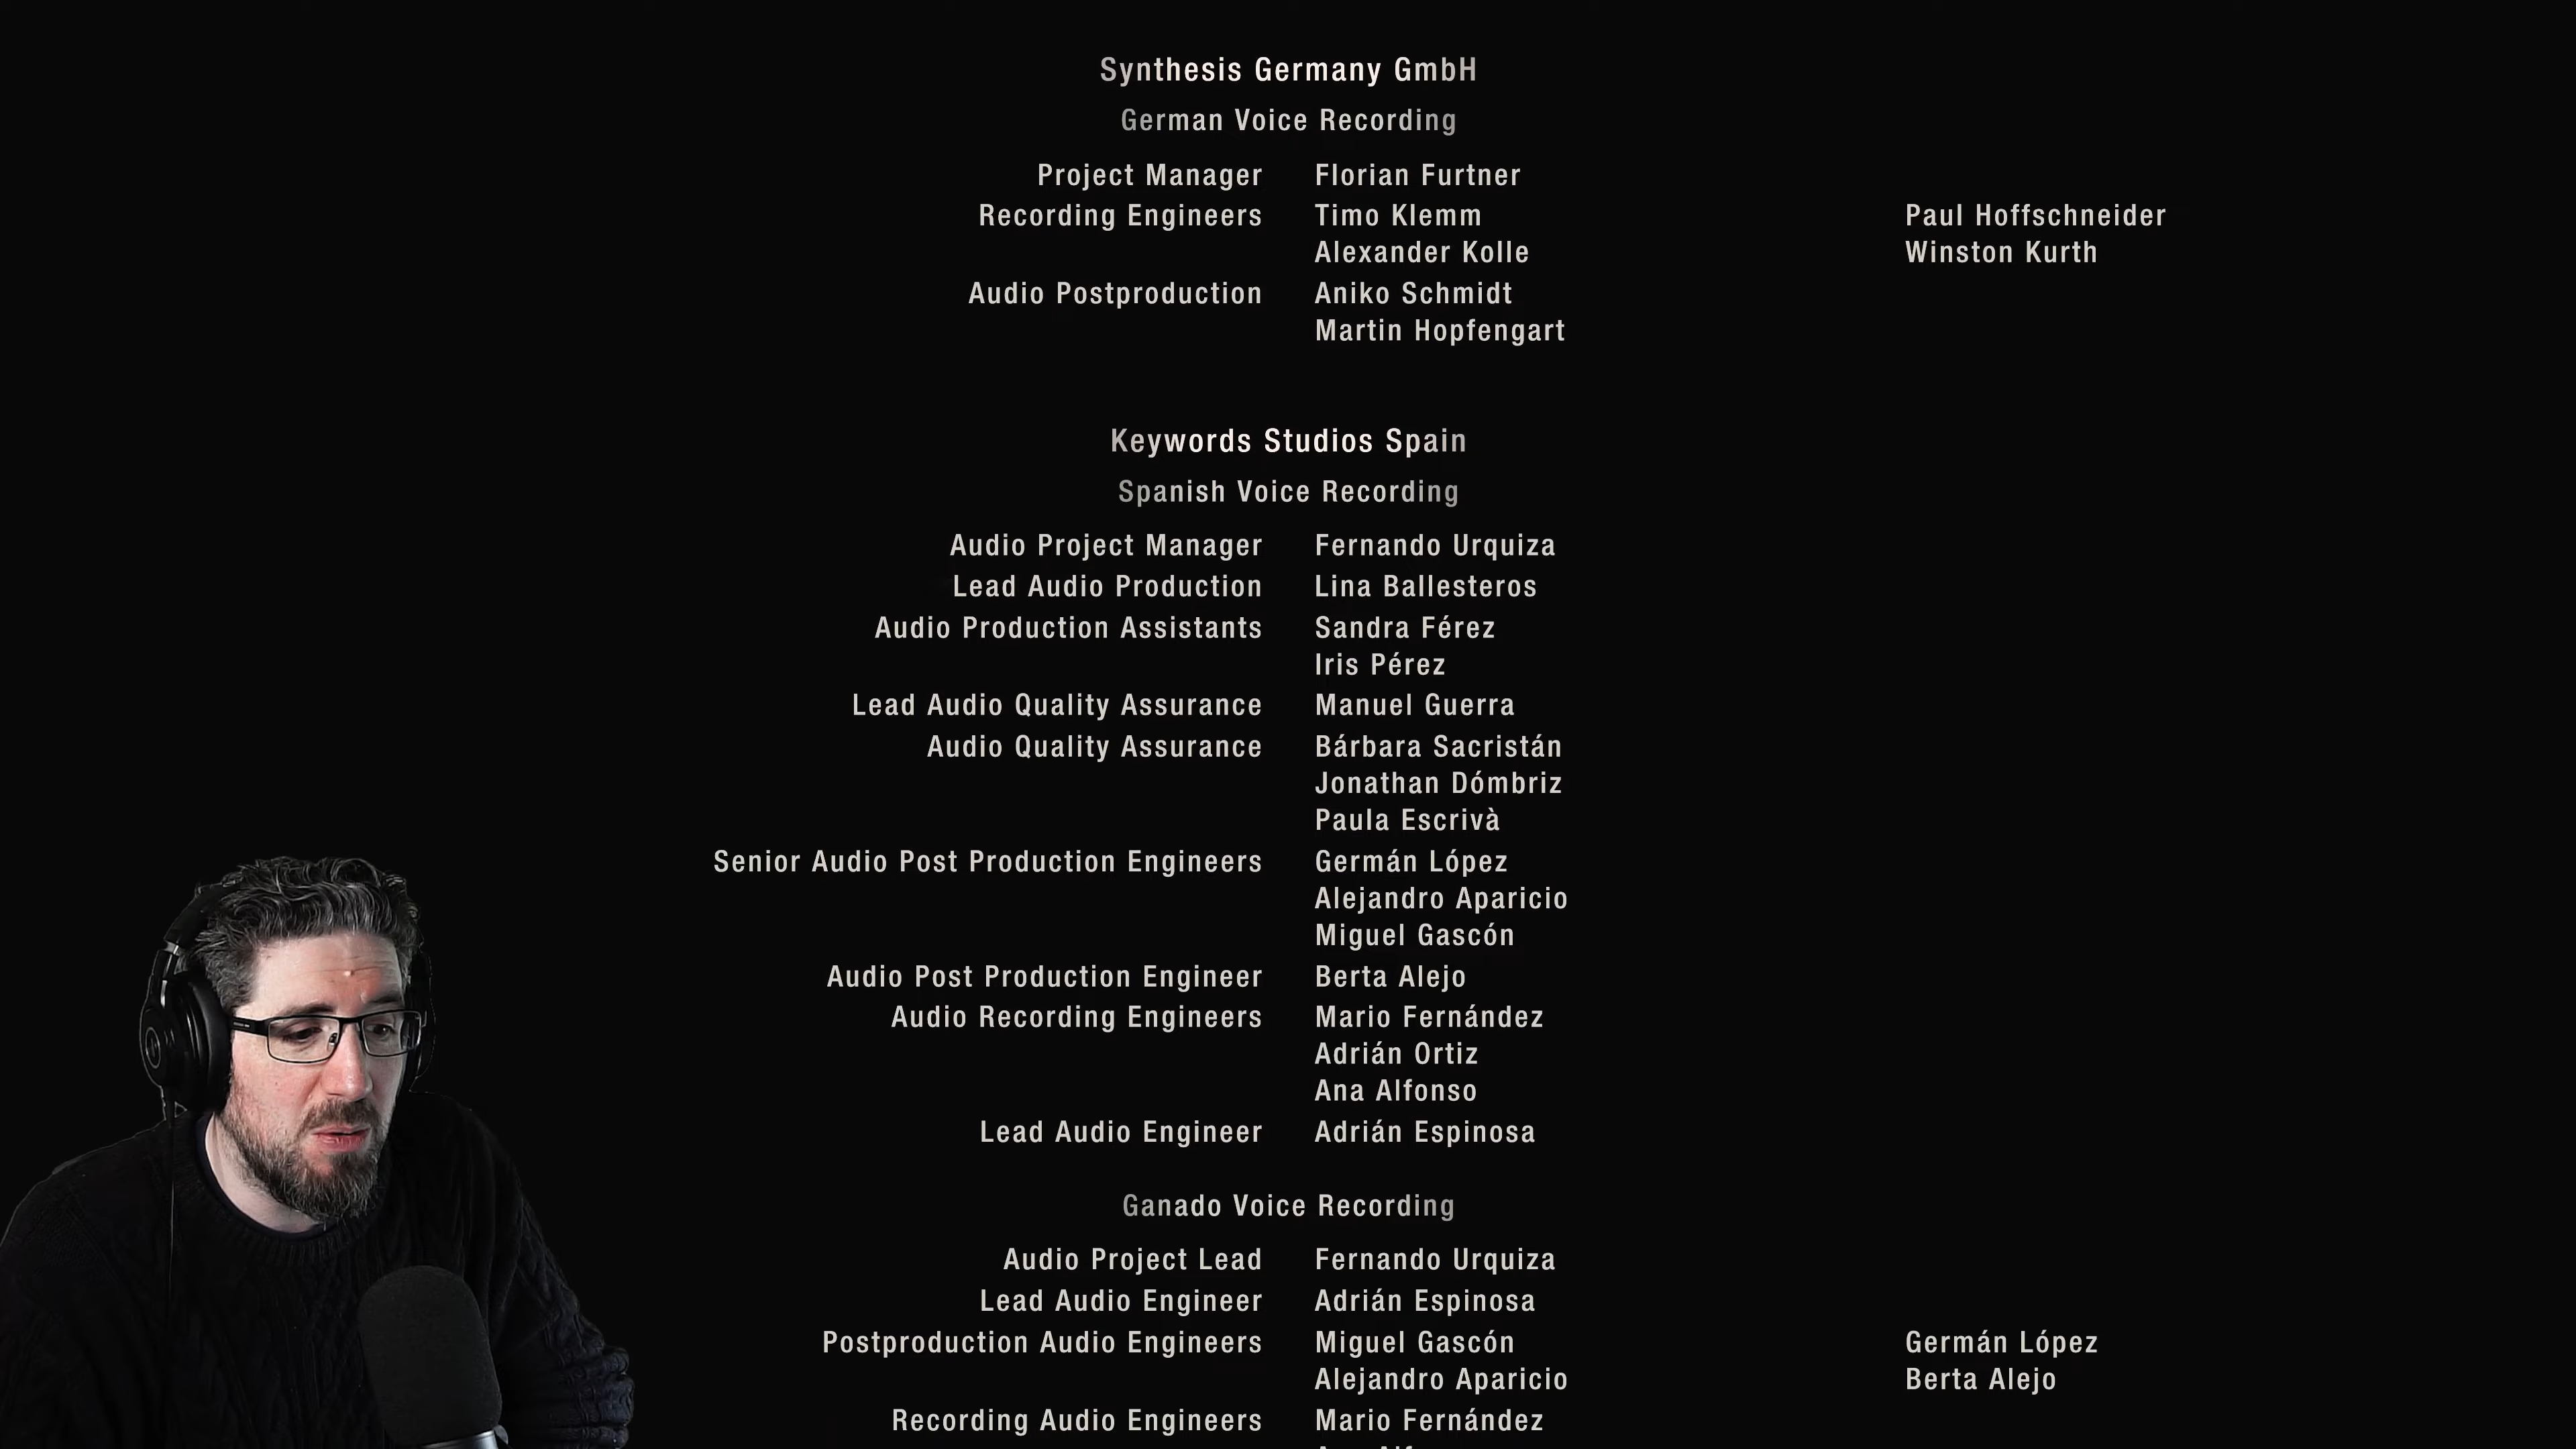 Synthesis Germany GmbH
German Voice Recording
Project Manager Florian Furtner
Recording Engineers Timo Klemm Paul Hoffschneider
Alexander Kolle Winston Kurth
Audio Postproduction Aniko Schmidt
Martin Hopfengart
Keywords Studios Spain
Spanish Voice Recording
Audio Project Manager Fernando Urquiza
Lead Audio Production Lina Ballesteros
Audio Production Assistants Sandra Férez
Iris Pérez
Lead Audio Quality Assurance Manuel Guerra
Audio Quality Assurance Bárbara Sacristán
Jonathan Dómbriz
Paula Escrivà
Senior Audio Post Production Engineers Germán López
Alejandro Aparicio
Miguel Gascón
Audio Post Production Engineer Berta Alejo
Audio Recording Engineers Mario Fernández
Adrián Ortiz
Ana Alfonso
Lead Audio Engineer Adrián Espinosa
Ganado Voice Recording
Audio Project Lead Fernando Urquiza
Lead Audio Engineer Adrián Espinosa
Postproduction Audio Engineers Miguel Gascón Germán López
Alejandro Aparicio Berta Alejo
Recording Audio Engineers Mario Fernández